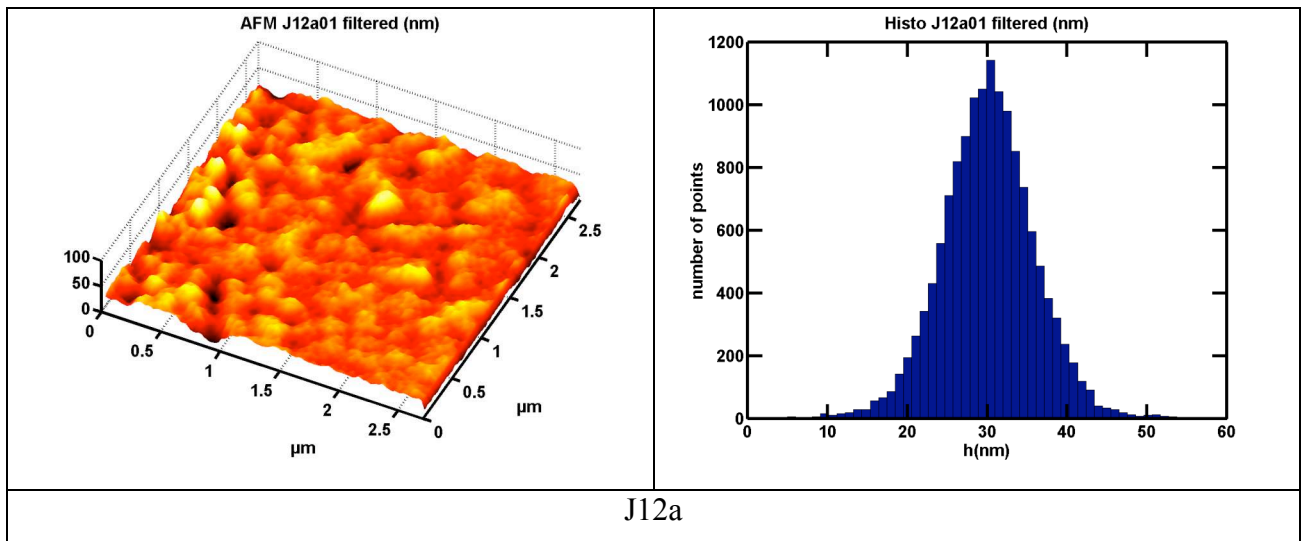 AFM J12a01 filtered (nm)
100
50
0
0
0.5
1
1.5
2
2.5
µm
0
0.5
1
1.5
2
2.5
µm
Histo J12a01 filtered (nm)
1200
1000
800
600
400
200
0
number of points
0 10 20 30 40 50 60
h(nm)
J12a